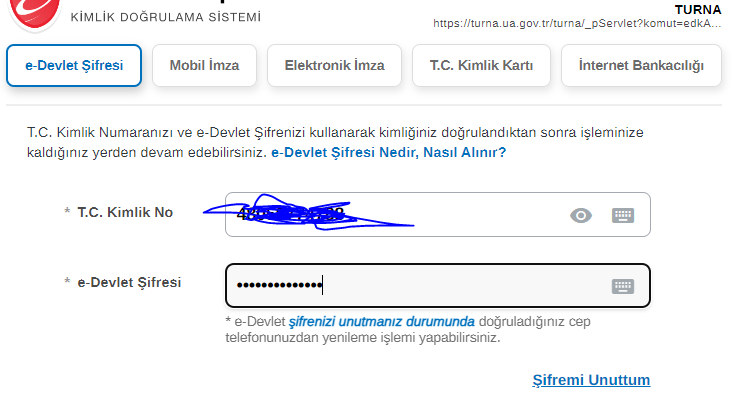 KİMLİK DOĞRULAMA SİSTEMİ
TURNA
https://turna.ua.gov.tr/turna/_pServlet?komut=edkA...
e-Devlet Şifresi
Mobil İmza
Elektronik İmza
T.C. Kimlik Kartı
İnternet Bankacılığı
T.C. Kimlik Numaranızı ve e-Devlet Şifrenizi kullanarak kimliğiniz doğrulandıktan sonra işleminize
kaldığınız yerden devam edebilirsiniz. e-Devlet Şifresi Nedir, Nasıl Alınır?
* T.C. Kimlik No
* e-Devlet Şifresi
* e-Devlet şifrenizi unutmanız durumunda doğruladığınız cep
telefonunuzdan yenileme işlemi yapabilirsiniz.
Şifremi Unuttum